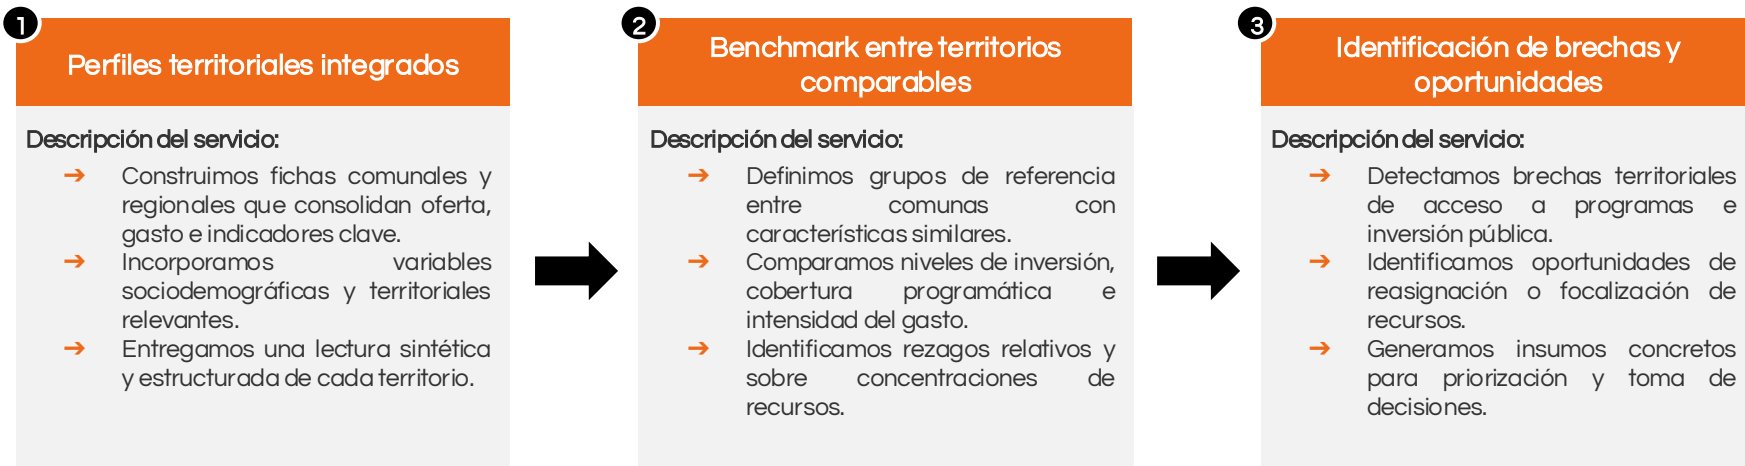 1
Perfiles territoriales integrados
Descripción del servicio:
➔ Construimos fichas comunales y
regionales que consolidan oferta,
gasto e indicadores clave.
➔ Incorporamos variables
sociodemográficas y territoriales
relevantes.
➔ Entregamos una lectura sintética
y estructurada de cada territorio.
2
Benchmark entre territorios
comparables
Descripción del servicio:
➔ Definimos grupos de referencia
entre comunas con
características similares.
➔ Comparamos niveles de inversión,
cobertura programática e
intensidad del gasto.
➔ Identificamos rezagos relativos y
sobre concentraciones de
recursos.
3
Identificación de brechas y
oportunidades
Descripción del servicio:
➔ Detectamos brechas territoriales
de acceso a programas e
inversión pública.
➔ Identificamos oportunidades de
reasignación o focalización de
recursos.
➔ Generamos insumos concretos
para priorización y toma de
decisiones.